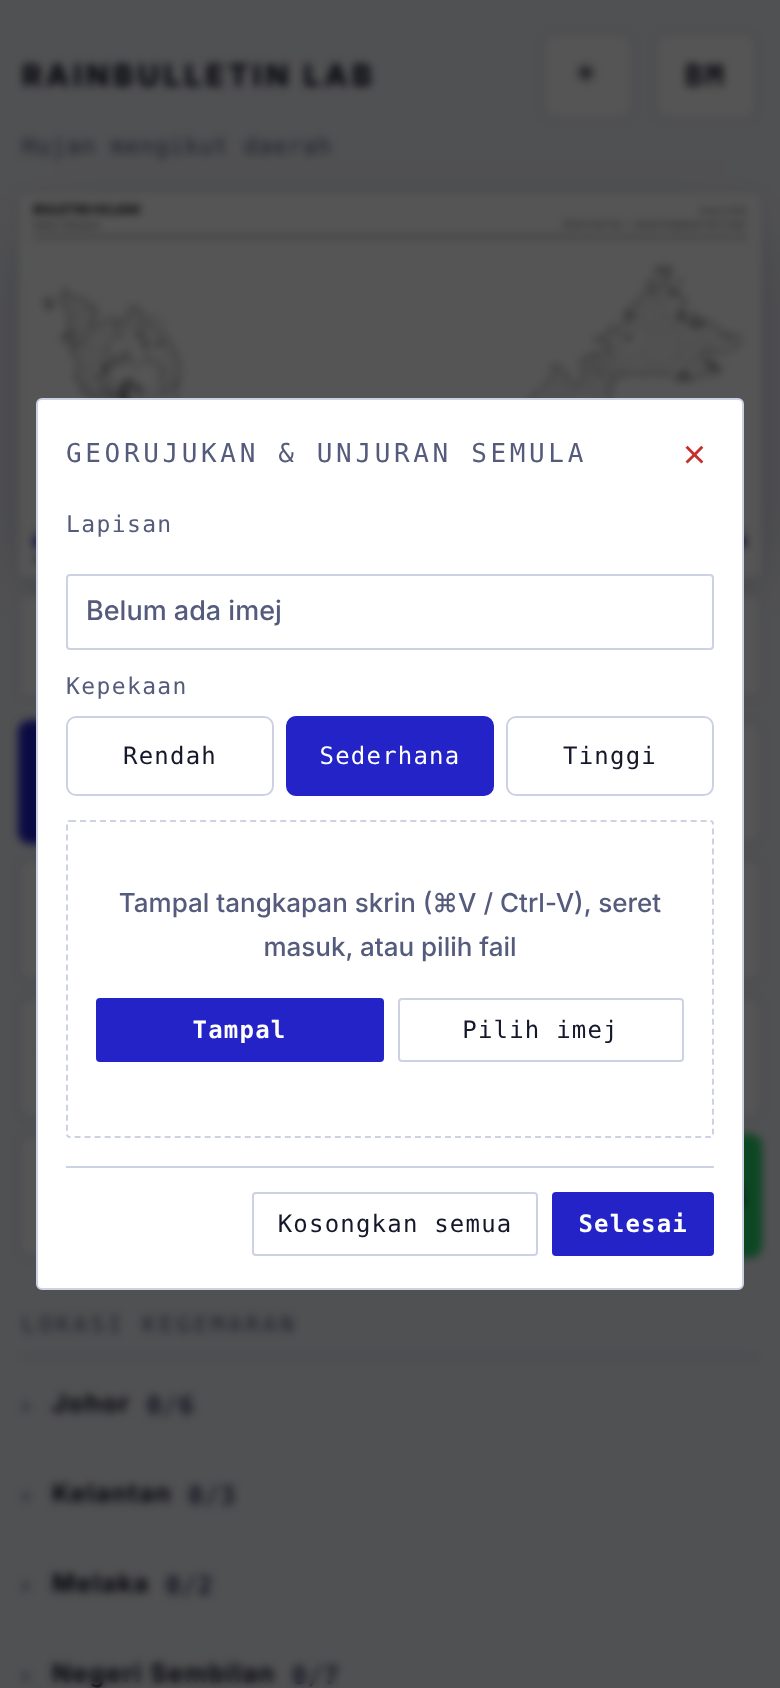 RAINBULLETIN LAB
BM
Hujan mengikut daerah
GEORUJUKAN & UNJURAN SEMULA
Lapisan
Belum ada imej
Kepekaan
Rendah
Sederhana
Tinggi
Tampal tangkapan skrin (⌘V / Ctrl-V), seret
masuk, atau pilih fail
Tampal
Pilih imej
Kosongkan semua
Selesai
LOKASI KEGEMARAN
Johor 0/6
Kelantan 0/3
Melaka 0/2
Negeri Sembilan 0/7